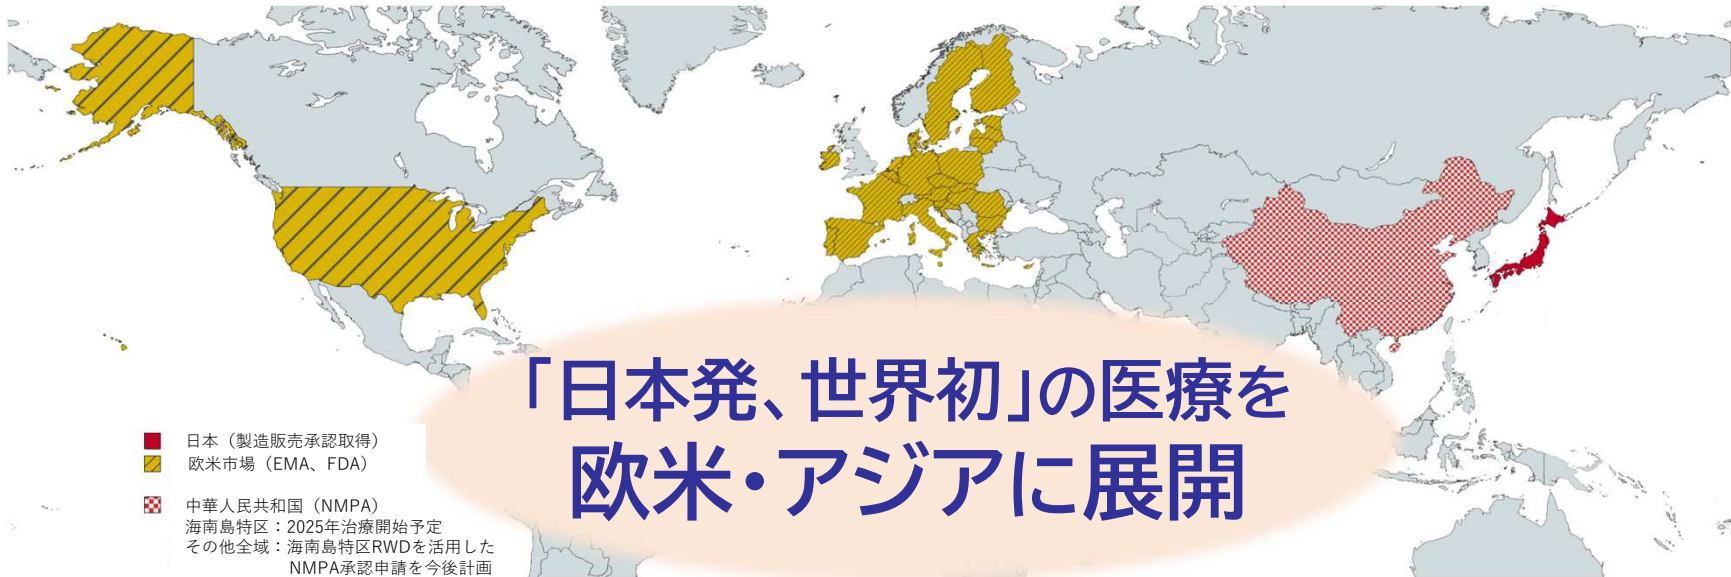 「日本発、世界初」の医療を
欧米・アジアに展開
日本（製造販売承認取得）
欧米市場（EMA、FDA）
中華人民共和国（NMPA）
海南島特区：2025年治療開始予定
その他全域：海南島特区RWDを活用した
NMPA承認申請を今後計画